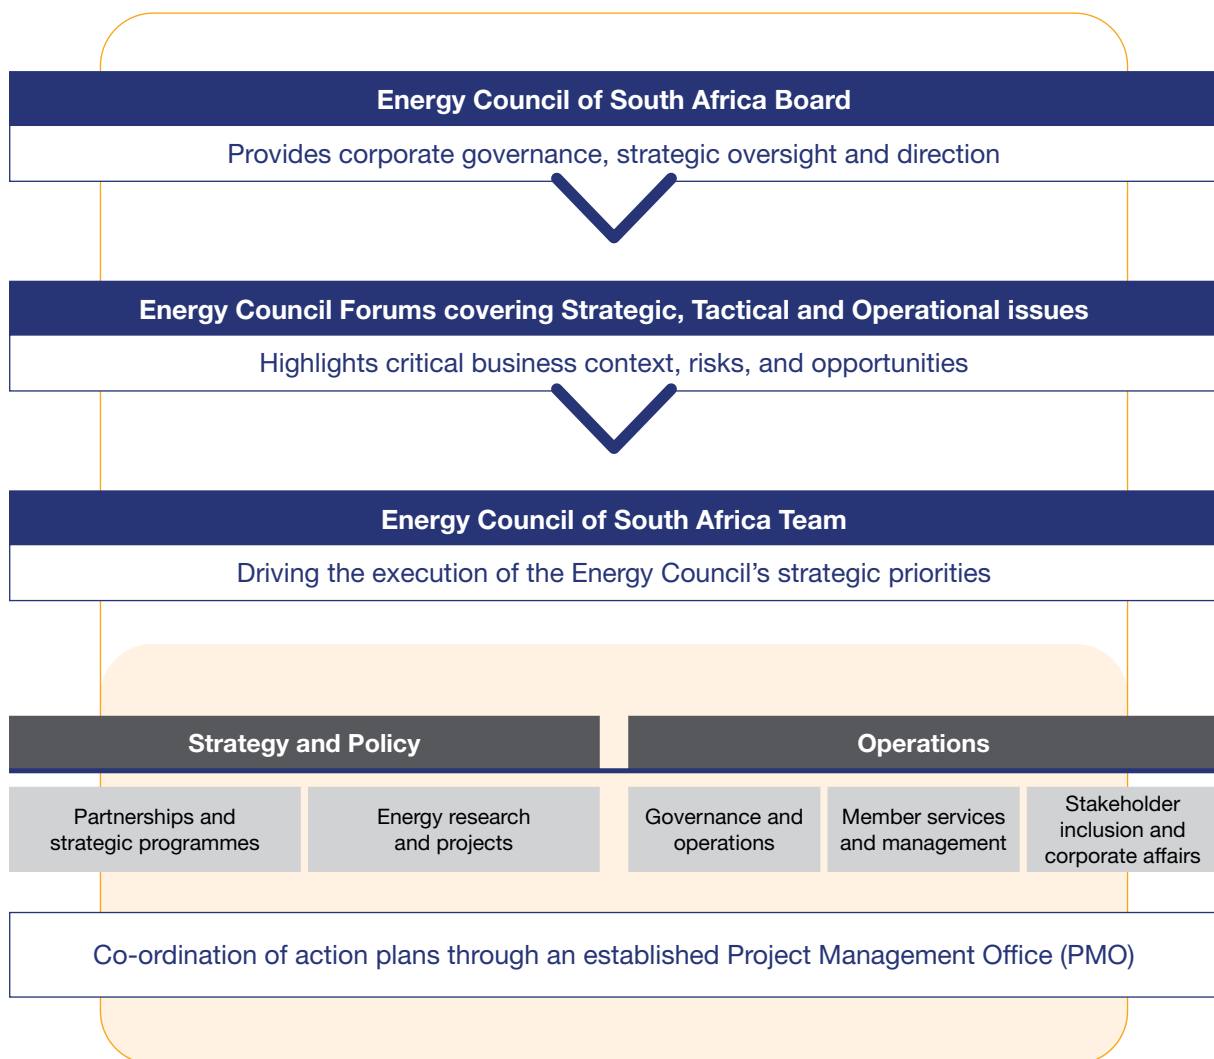 Energy Council of South Africa Board
Provides corporate governance, strategic oversight and direction
Energy Council Forums covering Strategic, Tactical and Operational issues
Highlights critical business context, risks, and opportunities
Energy Council of South Africa Team
Driving the execution of the Energy Council’s strategic priorities
Strategy and Policy
Partnerships and
strategic programmes
Energy research
and projects
Operations
Governance and
operations
Member services
and management
Stakeholder
inclusion and
corporate affairs
Co-ordination of action plans through an established Project Management Office (PMO)